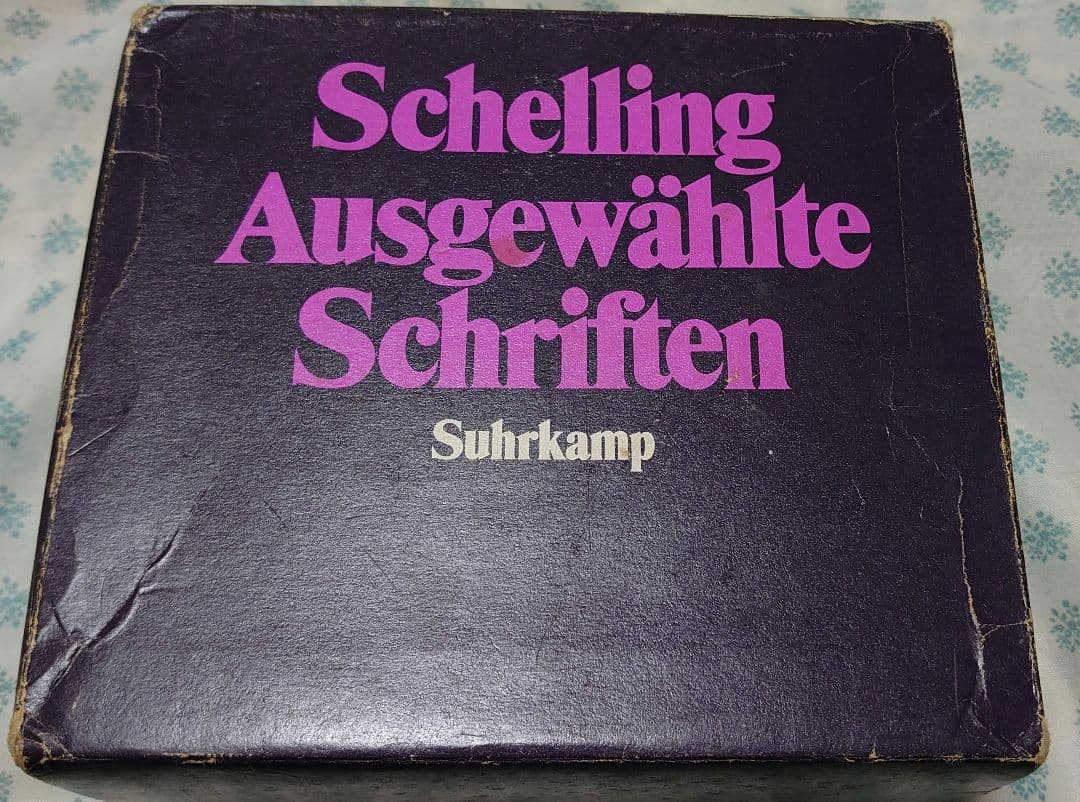 Schelling
Ausgewählte
Schriften
Suhrkamp